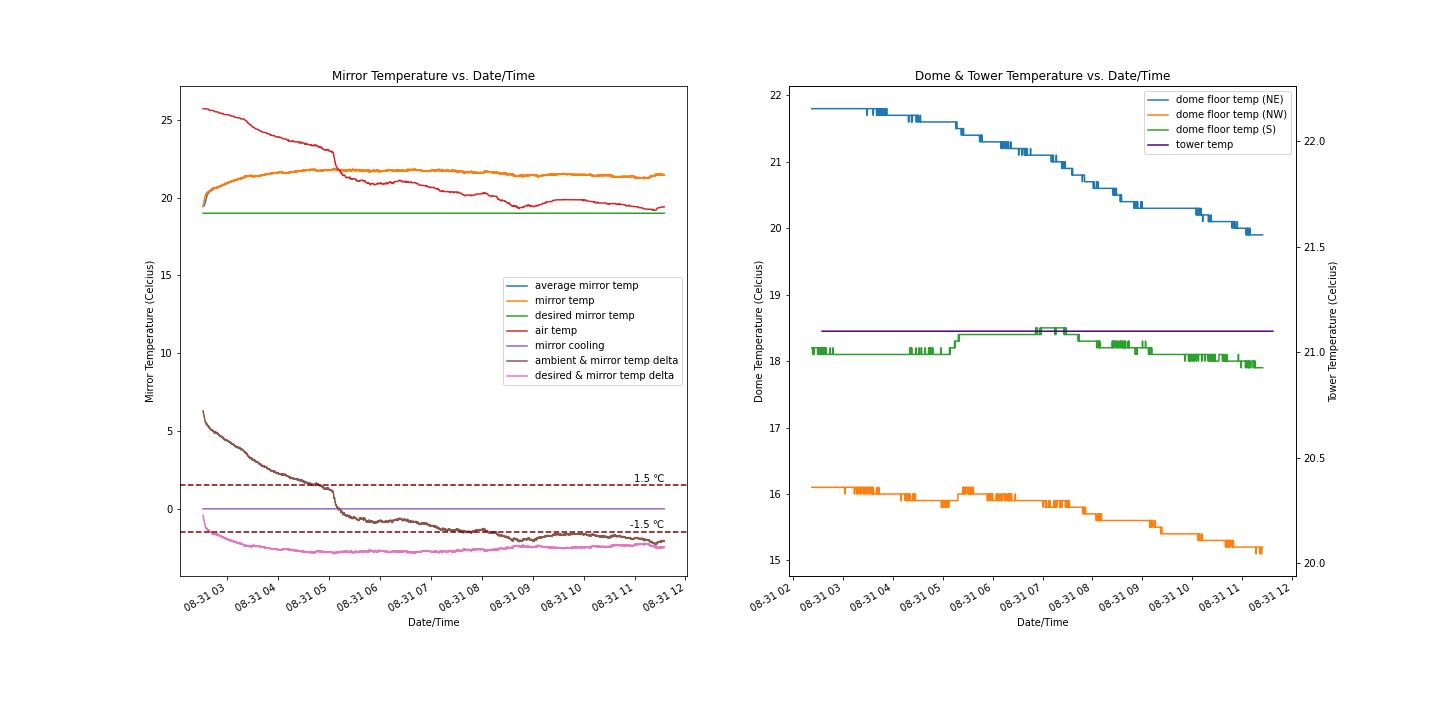 Mirror Temperature vs. Date/Time
25
20
15
10
5
0
Mirror Temperature (Celcius)
average mirror temp
mirror temp
desired mirror temp
air temp
mirror cooling
ambient & mirror temp delta
desired & mirror temp delta
1.5 °C
-1.5 °C
08-31 03
08-31 04
08-31 05
08-31 06
08-31 07
08-31 08
08-31 09
08-31 10
08-31 11
08-31 12
Date/Time
Dome & Tower Temperature vs. Date/Time
22
21
20
19
18
17
16
15
Dome Temperature (Celcius)
dome floor temp (NE)
dome floor temp (NW)
dome floor temp (S)
tower temp
22.0
21.5
21.0
20.5
20.0
Tower Temperature (Celcius)
08-31 02
08-31 03
08-31 04
08-31 05
08-31 06
08-31 07
08-31 08
08-31 09
08-31 10
08-31 11
08-31 12
Date/Time